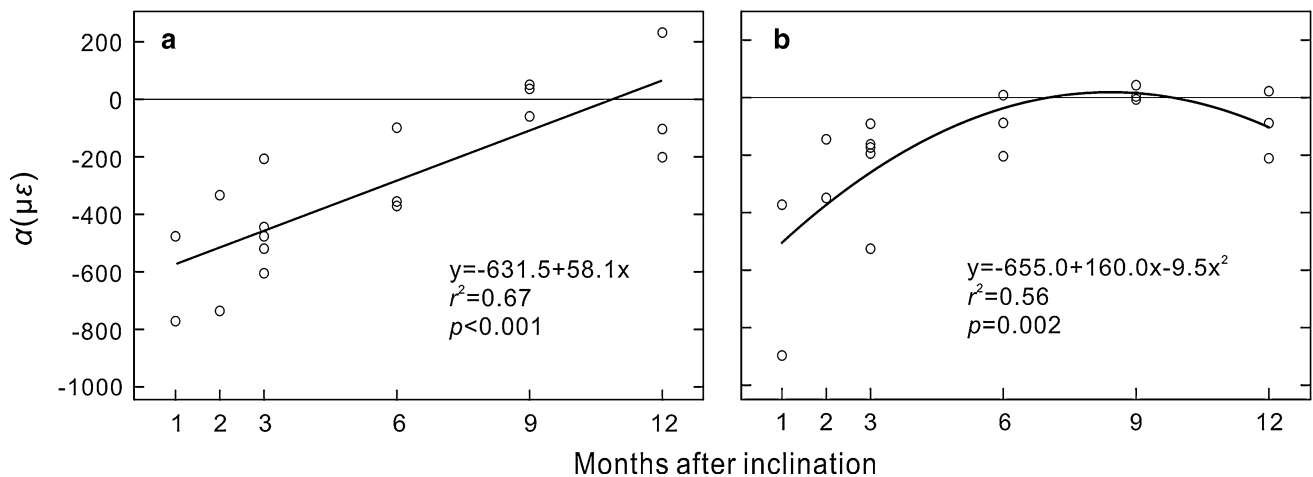 a
b
200
0
-200
-400
-600
-800
-1000
α(με)
y=-631.5+58.1x
r²=0.67
p<0.001
y=-655.0+160.0x-9.5x²
r²=0.56
p=0.002
1 2 3 6 9 12
1 2 3 6 9 12
Months after inclination